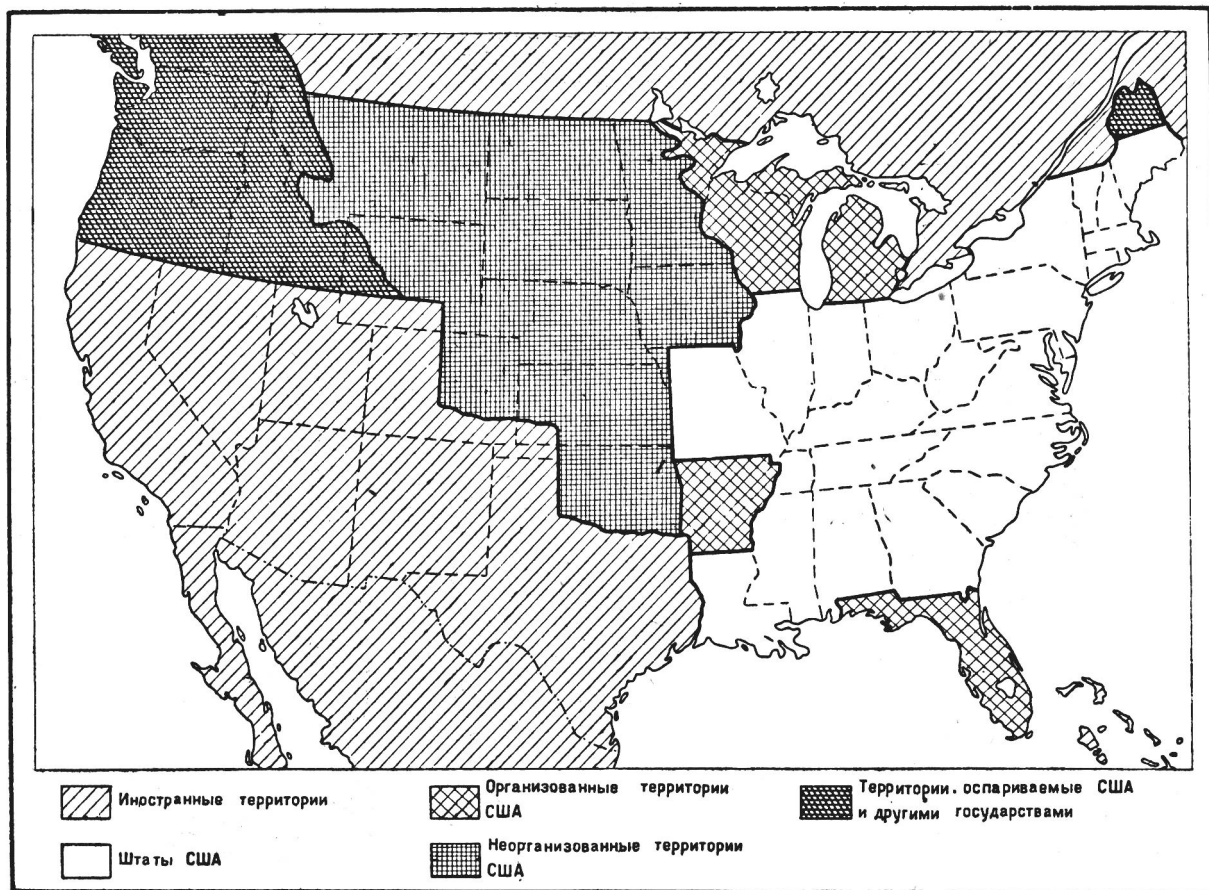 Иностранные территории
Штаты США
Организованные территории
США
Неорганизованные территории
США
Территории. оспариваемые США
и другими государствами